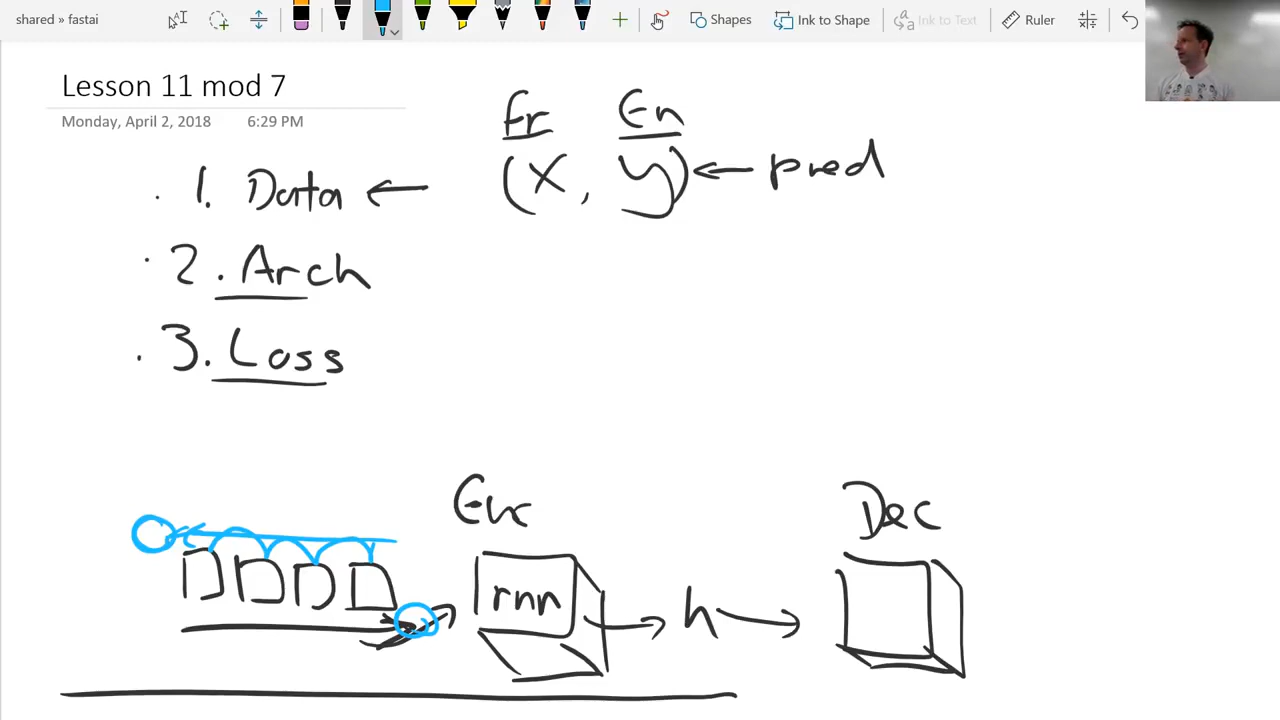 shared » fastai
Shapes
Ink to Shape
Ink to Text
Ruler
Lesson 11 mod 7
Monday, April 2, 2018 6:29 PM
Fr En
(x, y) ← pred
1. Data ←
2. Arch
3. Loss
Enc Dec
rnn → h →